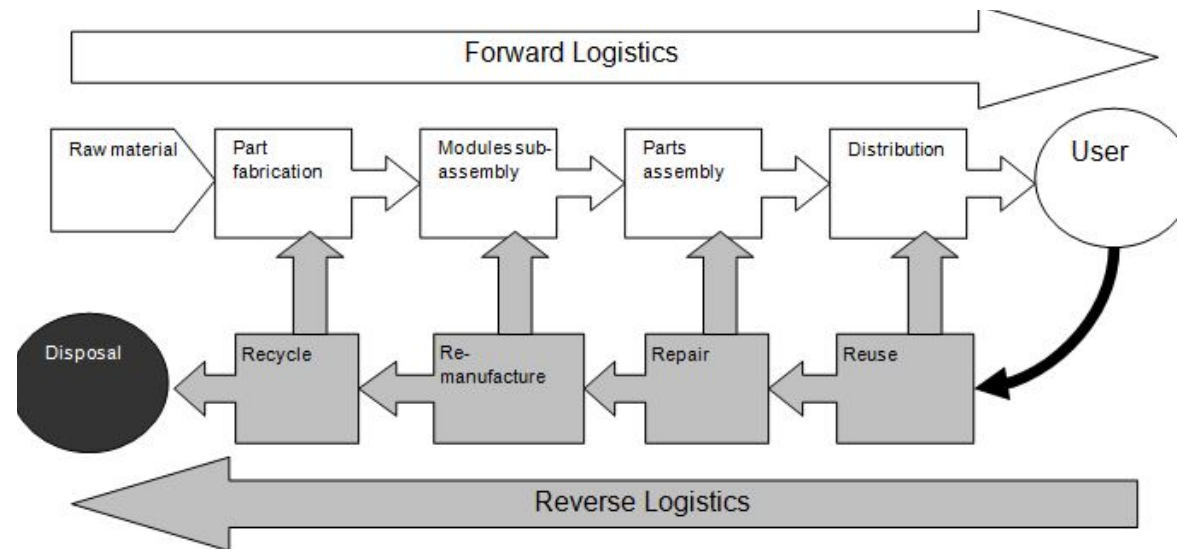 Forward Logistics
Raw material
Part
fabrication
Modules sub-
assembly
Parts
assembly
Distribution
User
Disposal
Recycle
Re-
manufacture
Repair
Reuse
Reverse Logistics